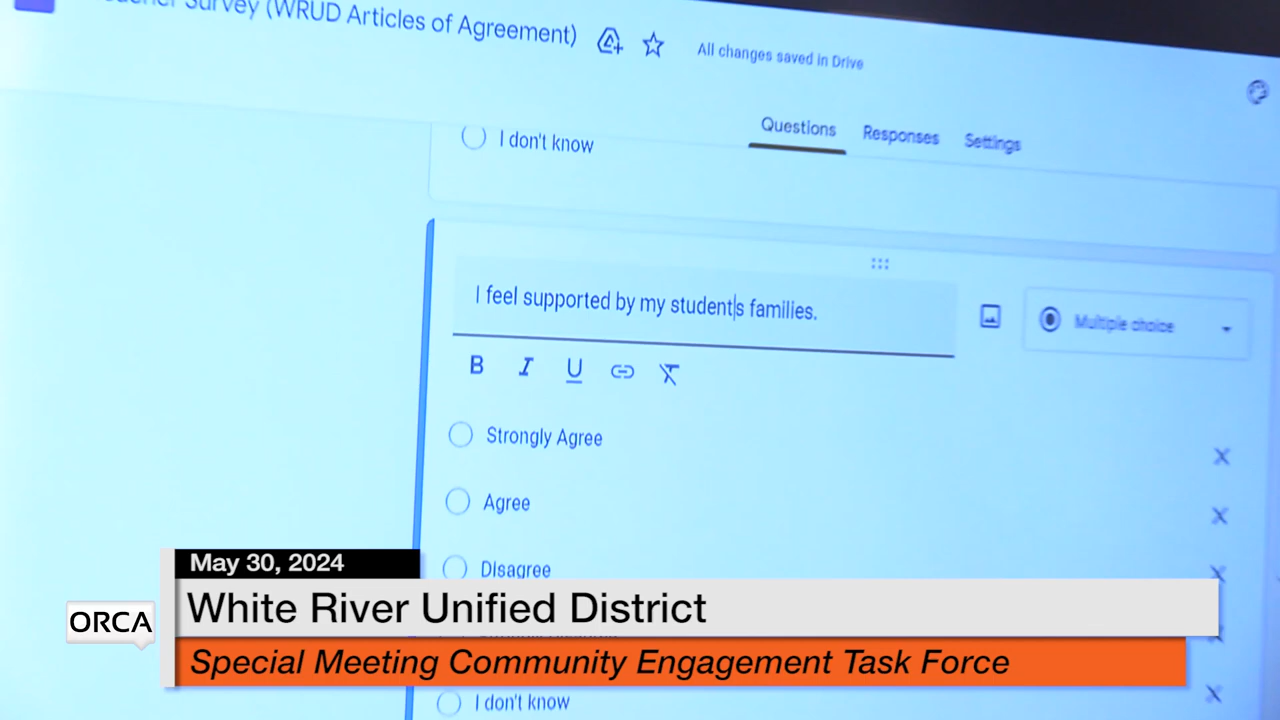 Survey (WRUD Articles of Agreement)
All changes saved in Drive
Questions Responses Settings
I don't know
I feel supported by my students families.
Multiple choice
B I U
Strongly Agree
Agree
Disagree
I don't know
May 30, 2024
White River Unified District
ORCA
Special Meeting Community Engagement Task Force